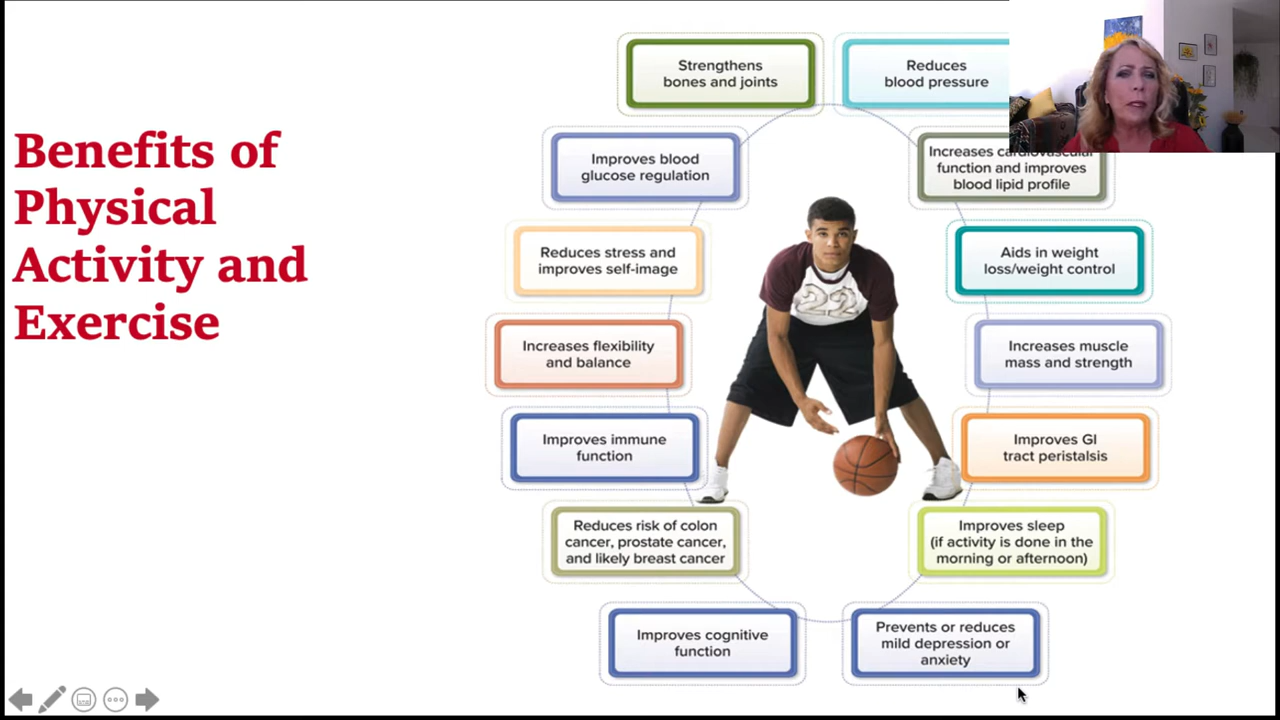 Benefits of
Physical
Activity and
Exercise
Strengthens
bones and joints
Reduces
blood pressure
Improves blood
glucose regulation
Increases cardiovascular
function and improves
blood lipid profile
Reduces stress and
improves self-image
Aids in weight
loss/weight control
Increases flexibility
and balance
Increases muscle
mass and strength
Improves immune
function
Improves GI
tract peristalsis
Reduces risk of colon
cancer, prostate cancer,
and likely breast cancer
Improves sleep
(if activity is done in the
morning or afternoon)
Improves cognitive
function
Prevents or reduces
mild depression or
anxiety
22